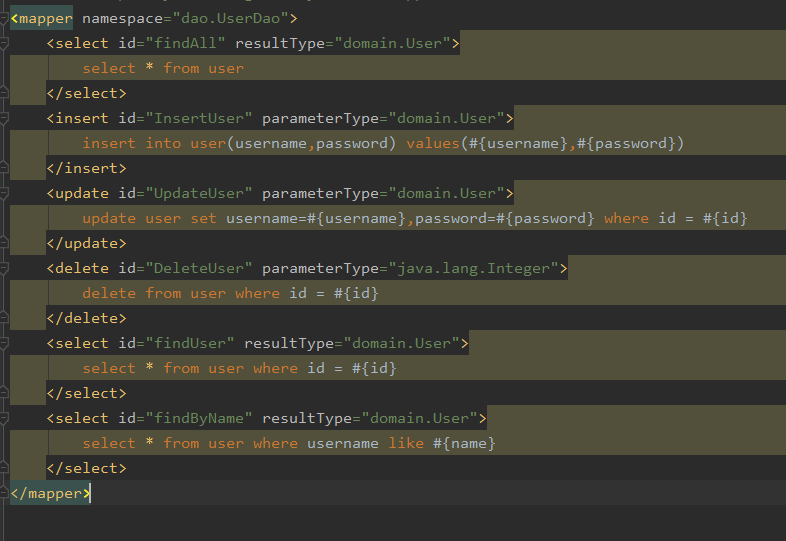 <mapper namespace="dao.UserDao">
<select id="findAll" resultType="domain.User">
select * from user
</select>
<insert id="InsertUser" parameterType="domain.User">
insert into user(username,password) values(#{username},#{password})
</insert>
<update id="UpdateUser" parameterType="domain.User">
update user set username=#{username},password=#{password} where id = #{id}
</update>
<delete id="DeleteUser" parameterType="java.lang.Integer">
delete from user where id = #{id}
</delete>
<select id="findUser" resultType="domain.User">
select * from user where id = #{id}
</select>
<select id="findByName" resultType="domain.User">
select * from user where username like #{name}
</select>
</mapper>